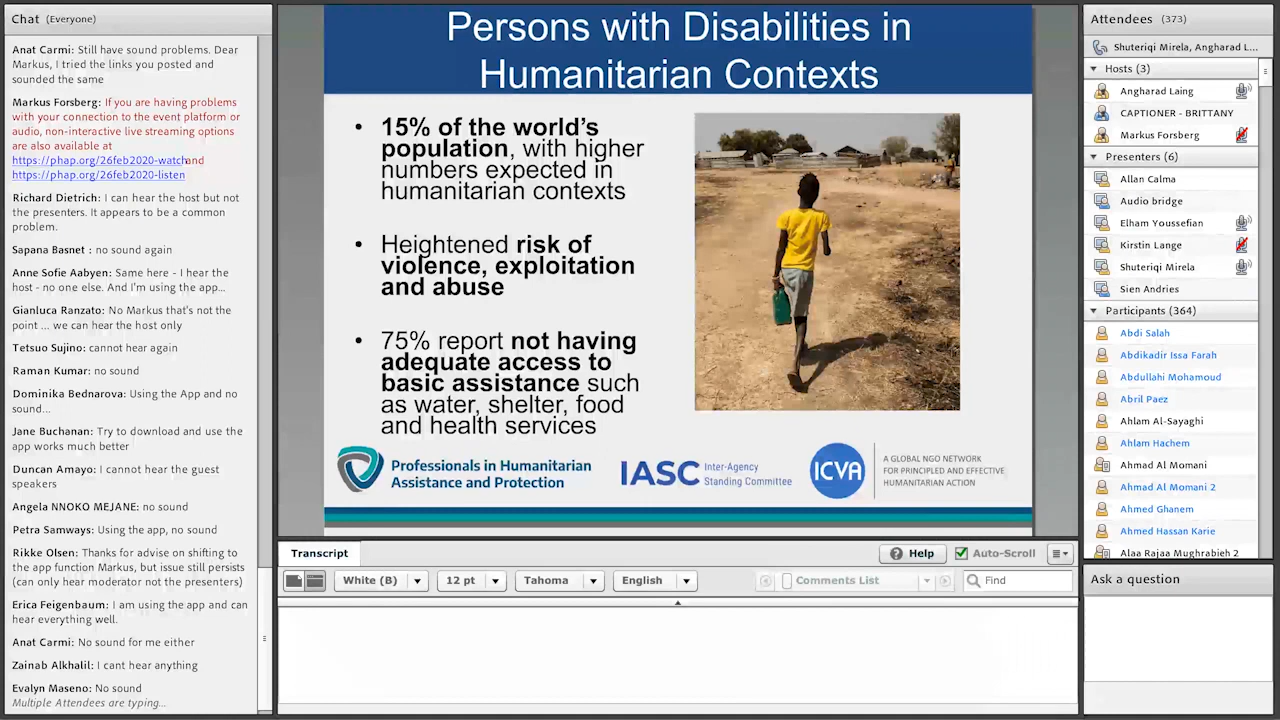 Chat (Everyone)
Anat Carmi: Still have sound problems. Dear
Markus, I tried the links you posted and
sounded the same
Markus Forsberg: If you are having problems
with your connection to the event platform or
audio, non-interactive live streaming options
are also available at
https://phap.org/26feb2020-watchand
https://phap.org/26feb2020-listen
Richard Dietrich: I can hear the host but not
the presenters. It appears to be a common
problem.
Sapana Basnet : no sound again
Anne Sofie Aabyen: Same here - I hear the
host - no one else. And I'm using the app...
Gianluca Ranzato: No Markus that's not the
point ... we can hear the host only
Tetsuo Sujino: cannot hear again
Raman Kumar: no sound
Dominika Bednarova: Using the App and no
sound...
Jane Buchanan: Try to download and use the
app works much better
Duncan Amayo: I cannot hear the guest
speakers
Angela NNOKO MEJANE: no sound
Petra Samways: Using the app, no sound
Rikke Olsen: Thanks for advise on shifting to
the app function Markus, but issue still persists
(can only hear moderator not the presenters)
Erica Feigenbaum: I am using the app and can
hear everything well.
Anat Carmi: No sound for me either
Zainab Alkhalil: I cant hear anything
Evalyn Maseno: No sound
Multiple Attendees are typing...
Persons with Disabilities in
Humanitarian Contexts
• 15% of the world's
population, with higher
numbers expected in
humanitarian contexts
• Heightened risk of
violence, exploitation
and abuse
• 75% report not having
adequate access to
basic assistance such
as water, shelter, food
and health services
Professionals in Humanitarian
Assistance and Protection
IASC Inter-Agency
Standing Committee
ICVA
A GLOBAL NGO NETWORK
FOR PRINCIPLED AND EFFECTIVE
HUMANITARIAN ACTION
Transcript
Help
Auto-Scroll
White (B)
12 pt
Tahoma
English
Comments List
Find
Attendees (373)
Shuteriqi Mirela, Angharad L...
Hosts (3)
Angharad Laing
CAPTIONER - BRITTANY
Markus Forsberg
Presenters (6)
Allan Calma
Audio bridge
Elham Youssefian
Kirstin Lange
Shuteriqi Mirela
Sien Andries
Participants (364)
Abdi Salah
Abdikadir Issa Farah
Abdullahi Mohamoud
Abril Paez
Ahlam Al-Sayaghi
Ahlam Hachem
Ahmad Al Momani
Ahmad Al Momani 2
Ahmed Ghanem
Ahmed Hassan Karie
Alaa Rajaa Mughrabieh 2
Ask a question